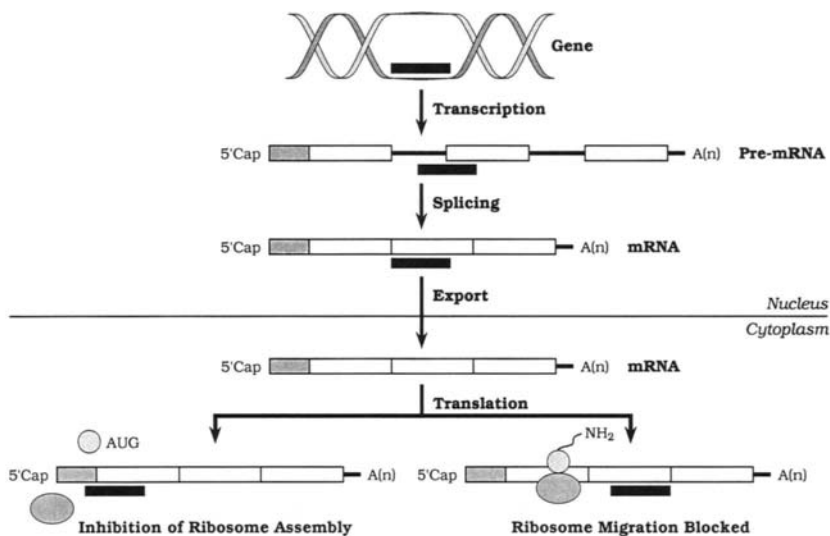 Gene
Transcription
5'Cap A(n) Pre-mRNA
Splicing
5'Cap A(n) mRNA
Export
Nucleus
Cytoplasm
5'Cap A(n) mRNA
Translation
AUG
NH₂
5'Cap A(n)
5'Cap A(n)
Inhibition of Ribosome Assembly
Ribosome Migration Blocked